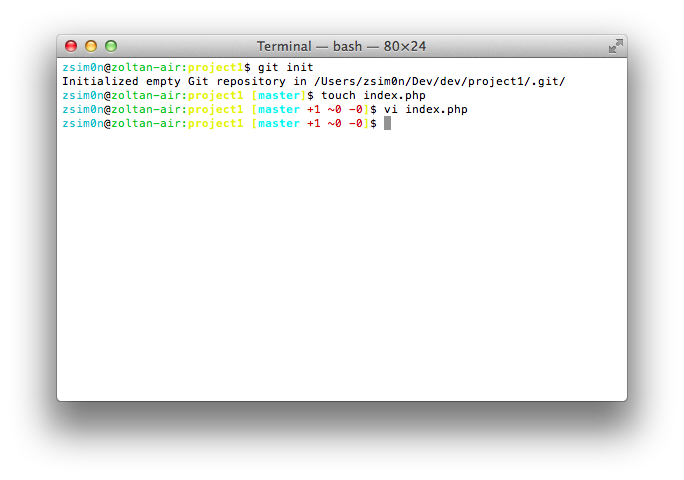 Terminal — bash — 80×24
zsim0n@zoltan-air:project1$ git init
Initialized empty Git repository in /Users/zsim0n/Dev/dev/project1/.git/
zsim0n@zoltan-air:project1 [master]$ touch index.php
zsim0n@zoltan-air:project1 [master +1 ~0 -0]$ vi index.php
zsim0n@zoltan-air:project1 [master +1 ~0 -0]$